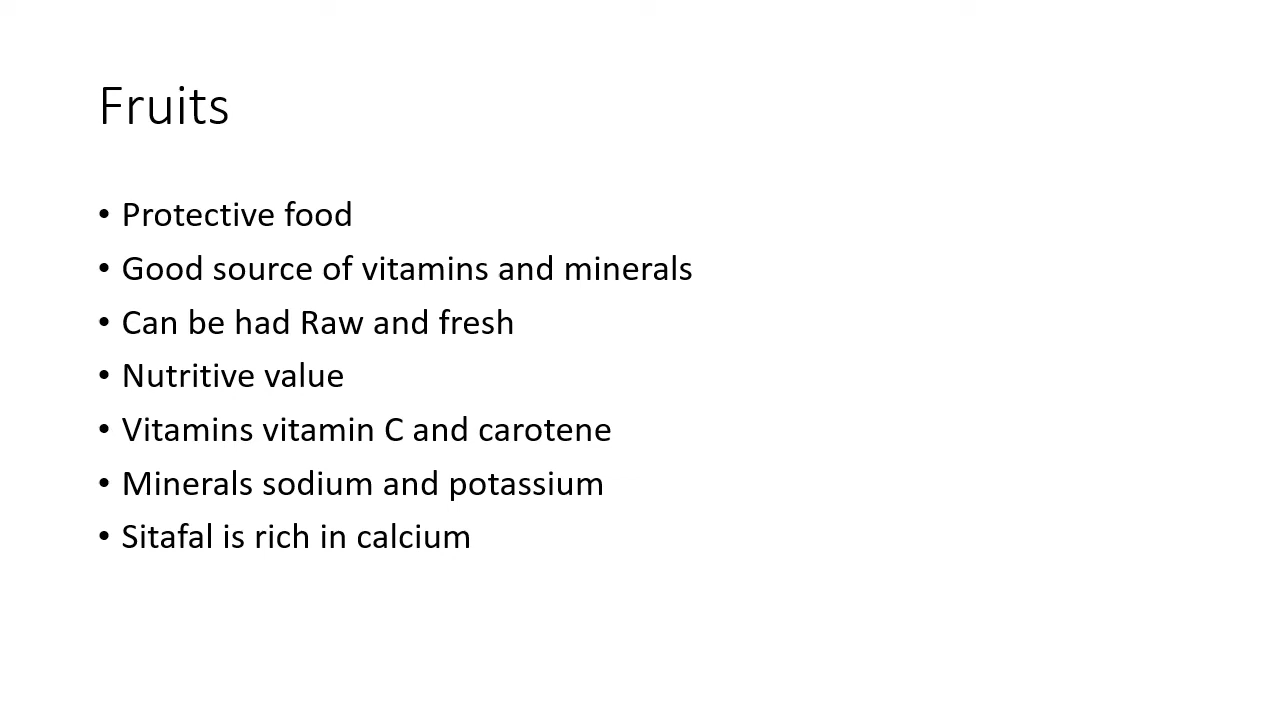 Fruits
• Protective food
• Good source of vitamins and minerals
• Can be had Raw and fresh
• Nutritive value
• Vitamins vitamin C and carotene
• Minerals sodium and potassium
• Sitafal is rich in calcium